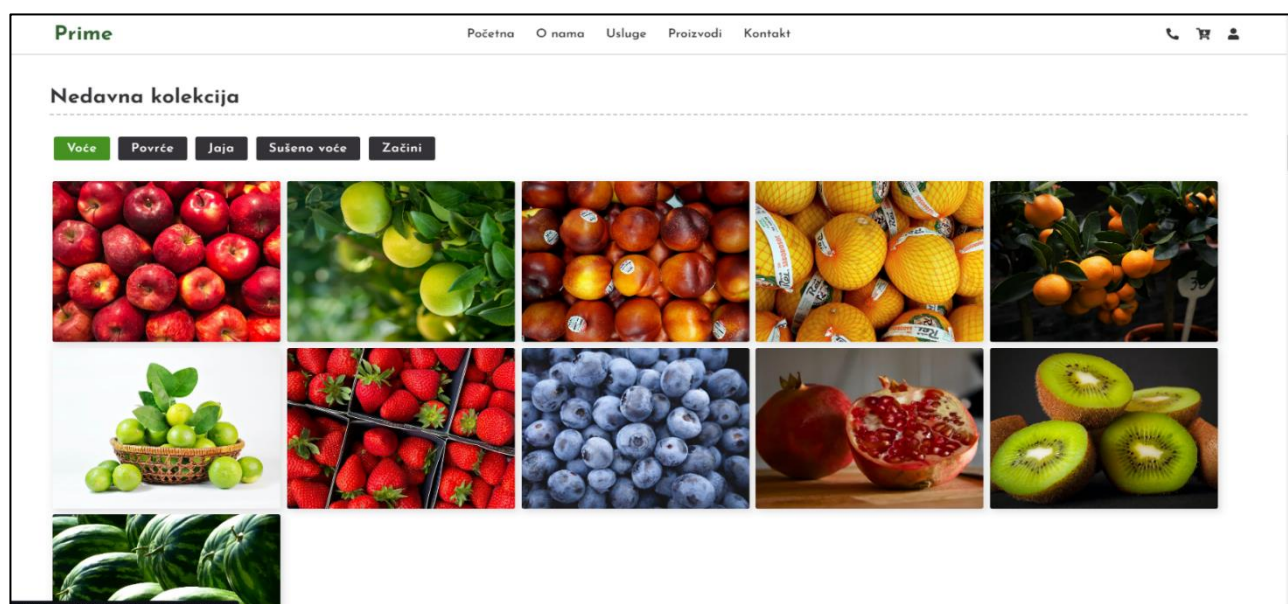 Prime
Početna O nama Usluge Proizvodi Kontakt
Nedavna kolekcija
Voće Povrće Jaja Sušeno voće Začini